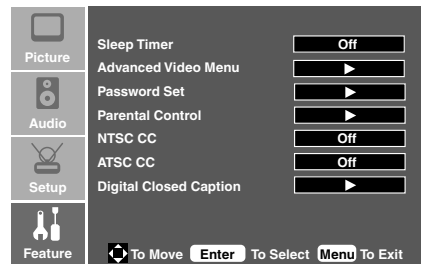 Picture
Audio
Setup
Feature
Sleep Timer Off
Advanced Video Menu
Password Set
Parental Control
NTSC CC Off
ATSC CC Off
Digital Closed Caption
To Move Enter To Select Menu To Exit